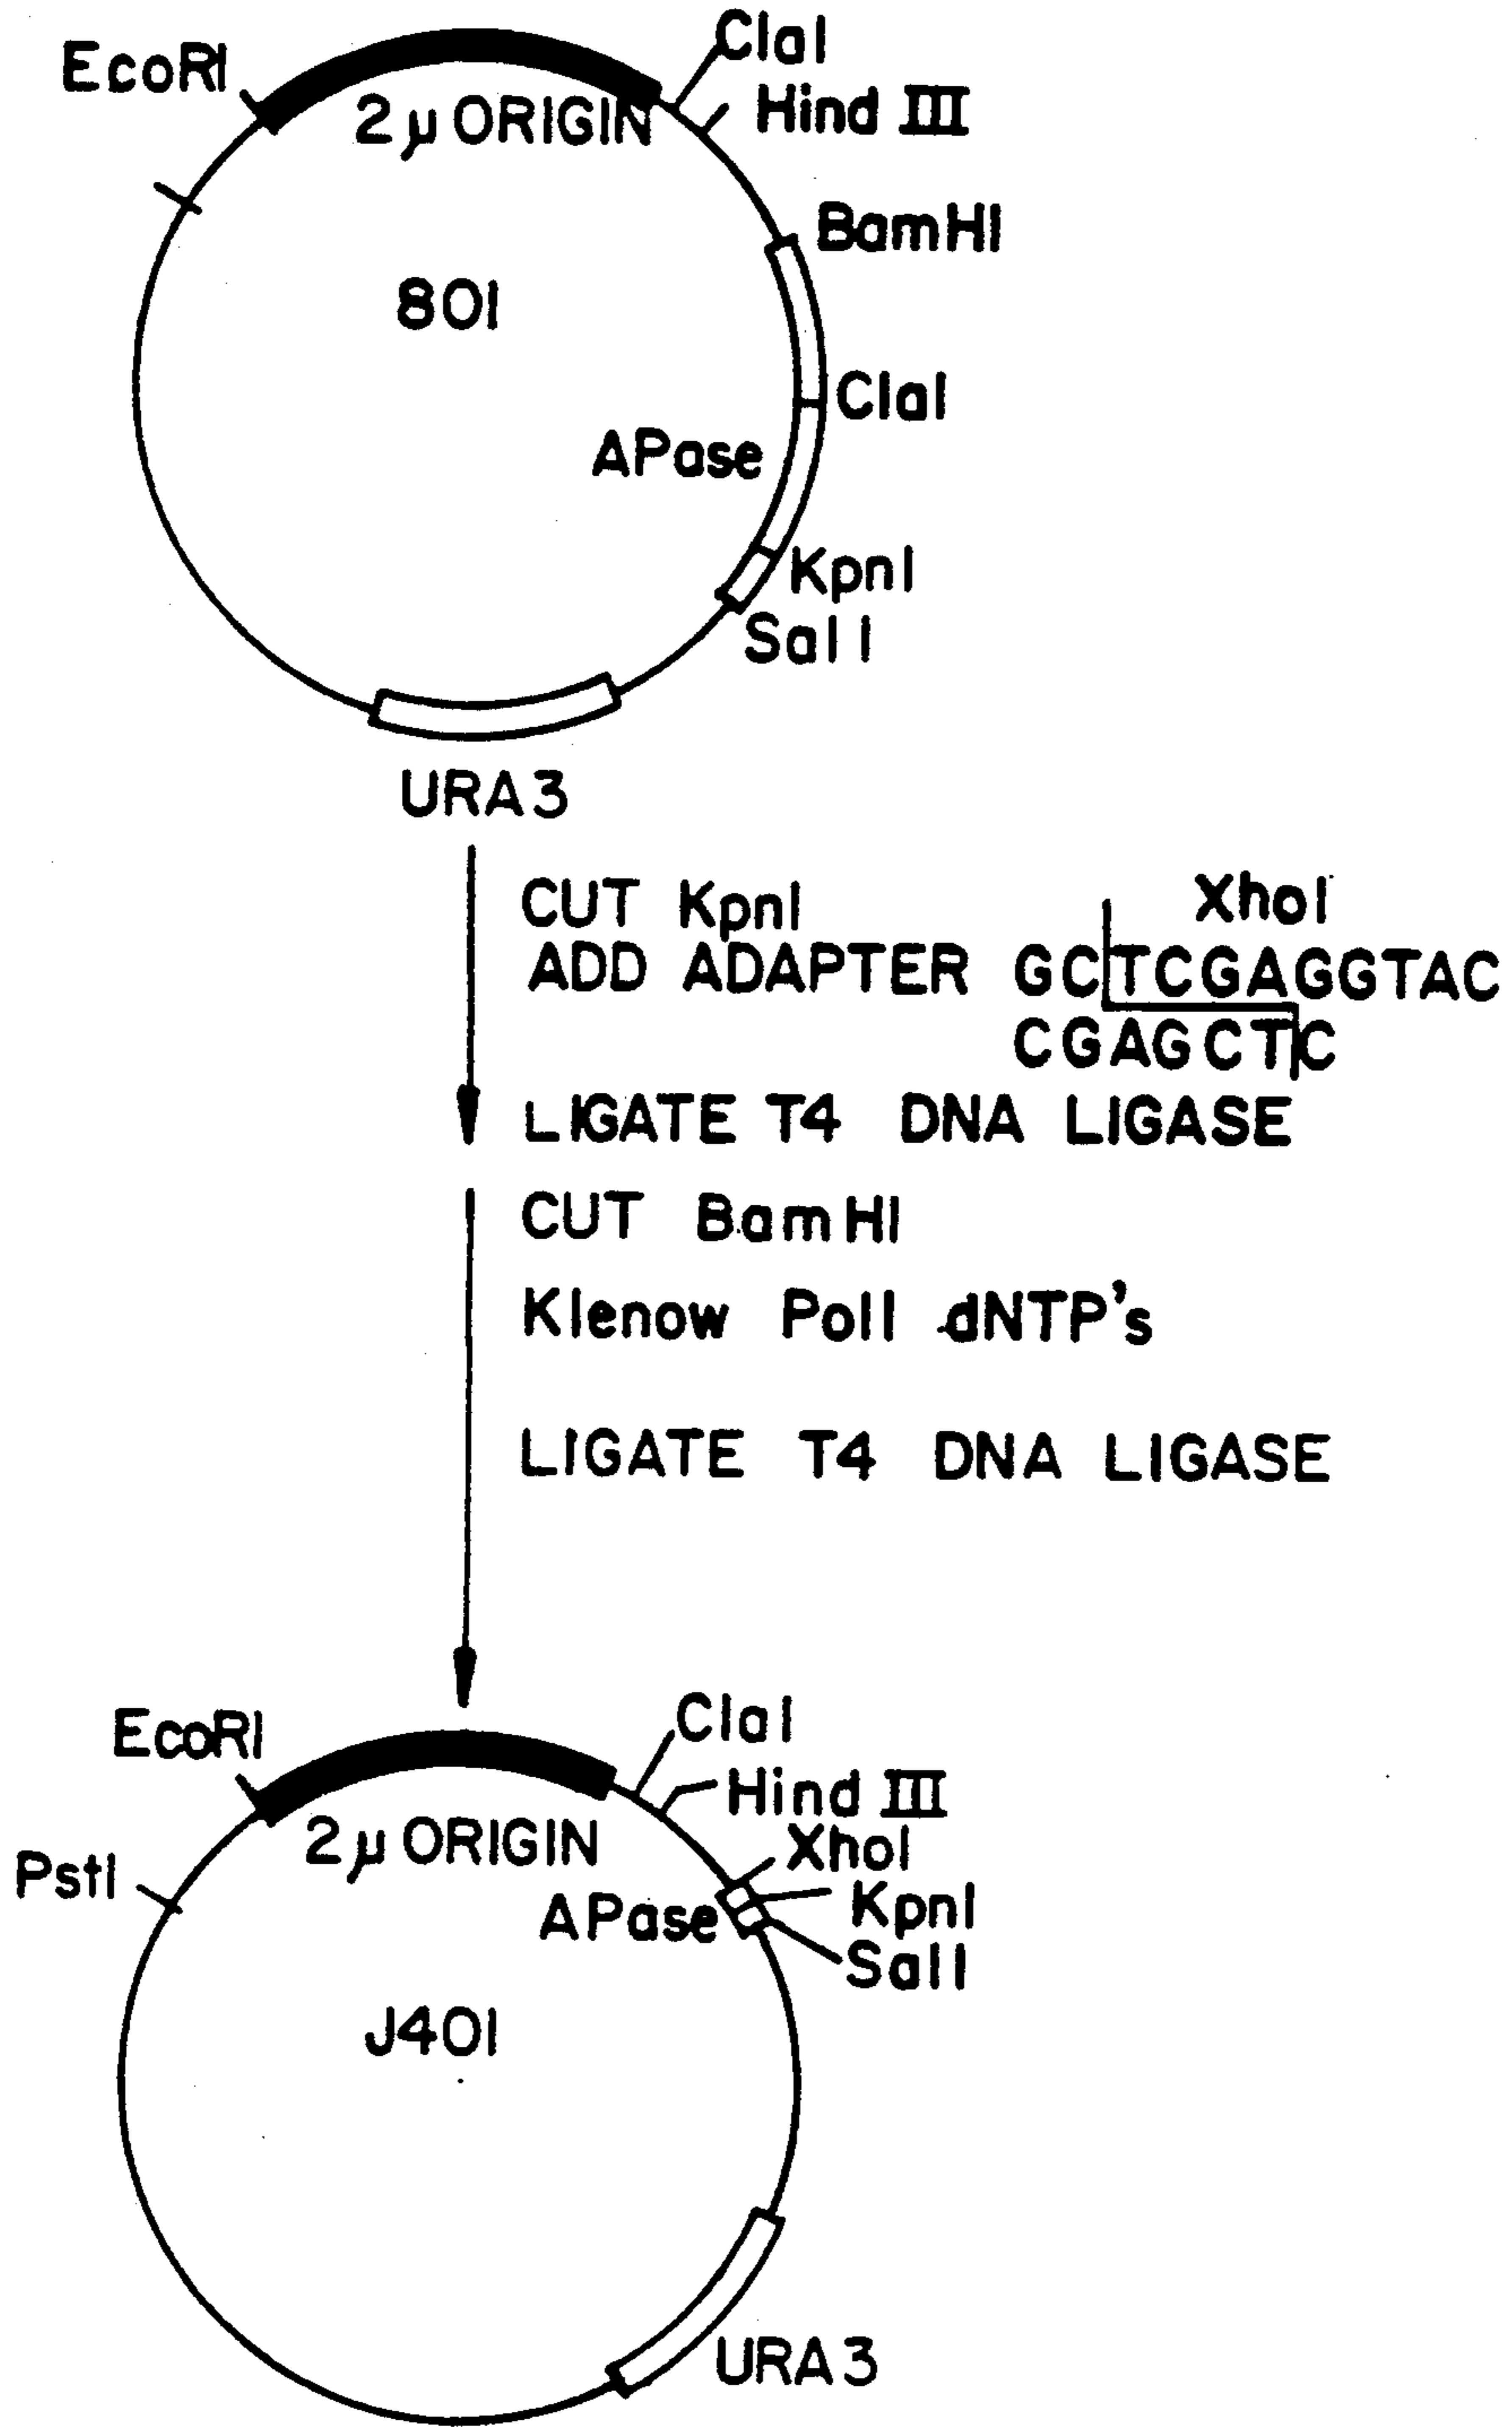 EcoRI
ClaI
2µ ORIGIN
Hind III
BamHI
801
ClaI
APase
KpnI
SalI
URA3
CUT KpnI
XhoI
ADD ADAPTER GCTCGAGGTAC
CGAGCTC
LIGATE T4 DNA LIGASE
CUT BamHI
Klenow PolI dNTP's
LIGATE T4 DNA LIGASE
EcoRI
ClaI
Hind III
2µ ORIGIN
XhoI
PstI
KpnI
APase
SalI
J401
URA3